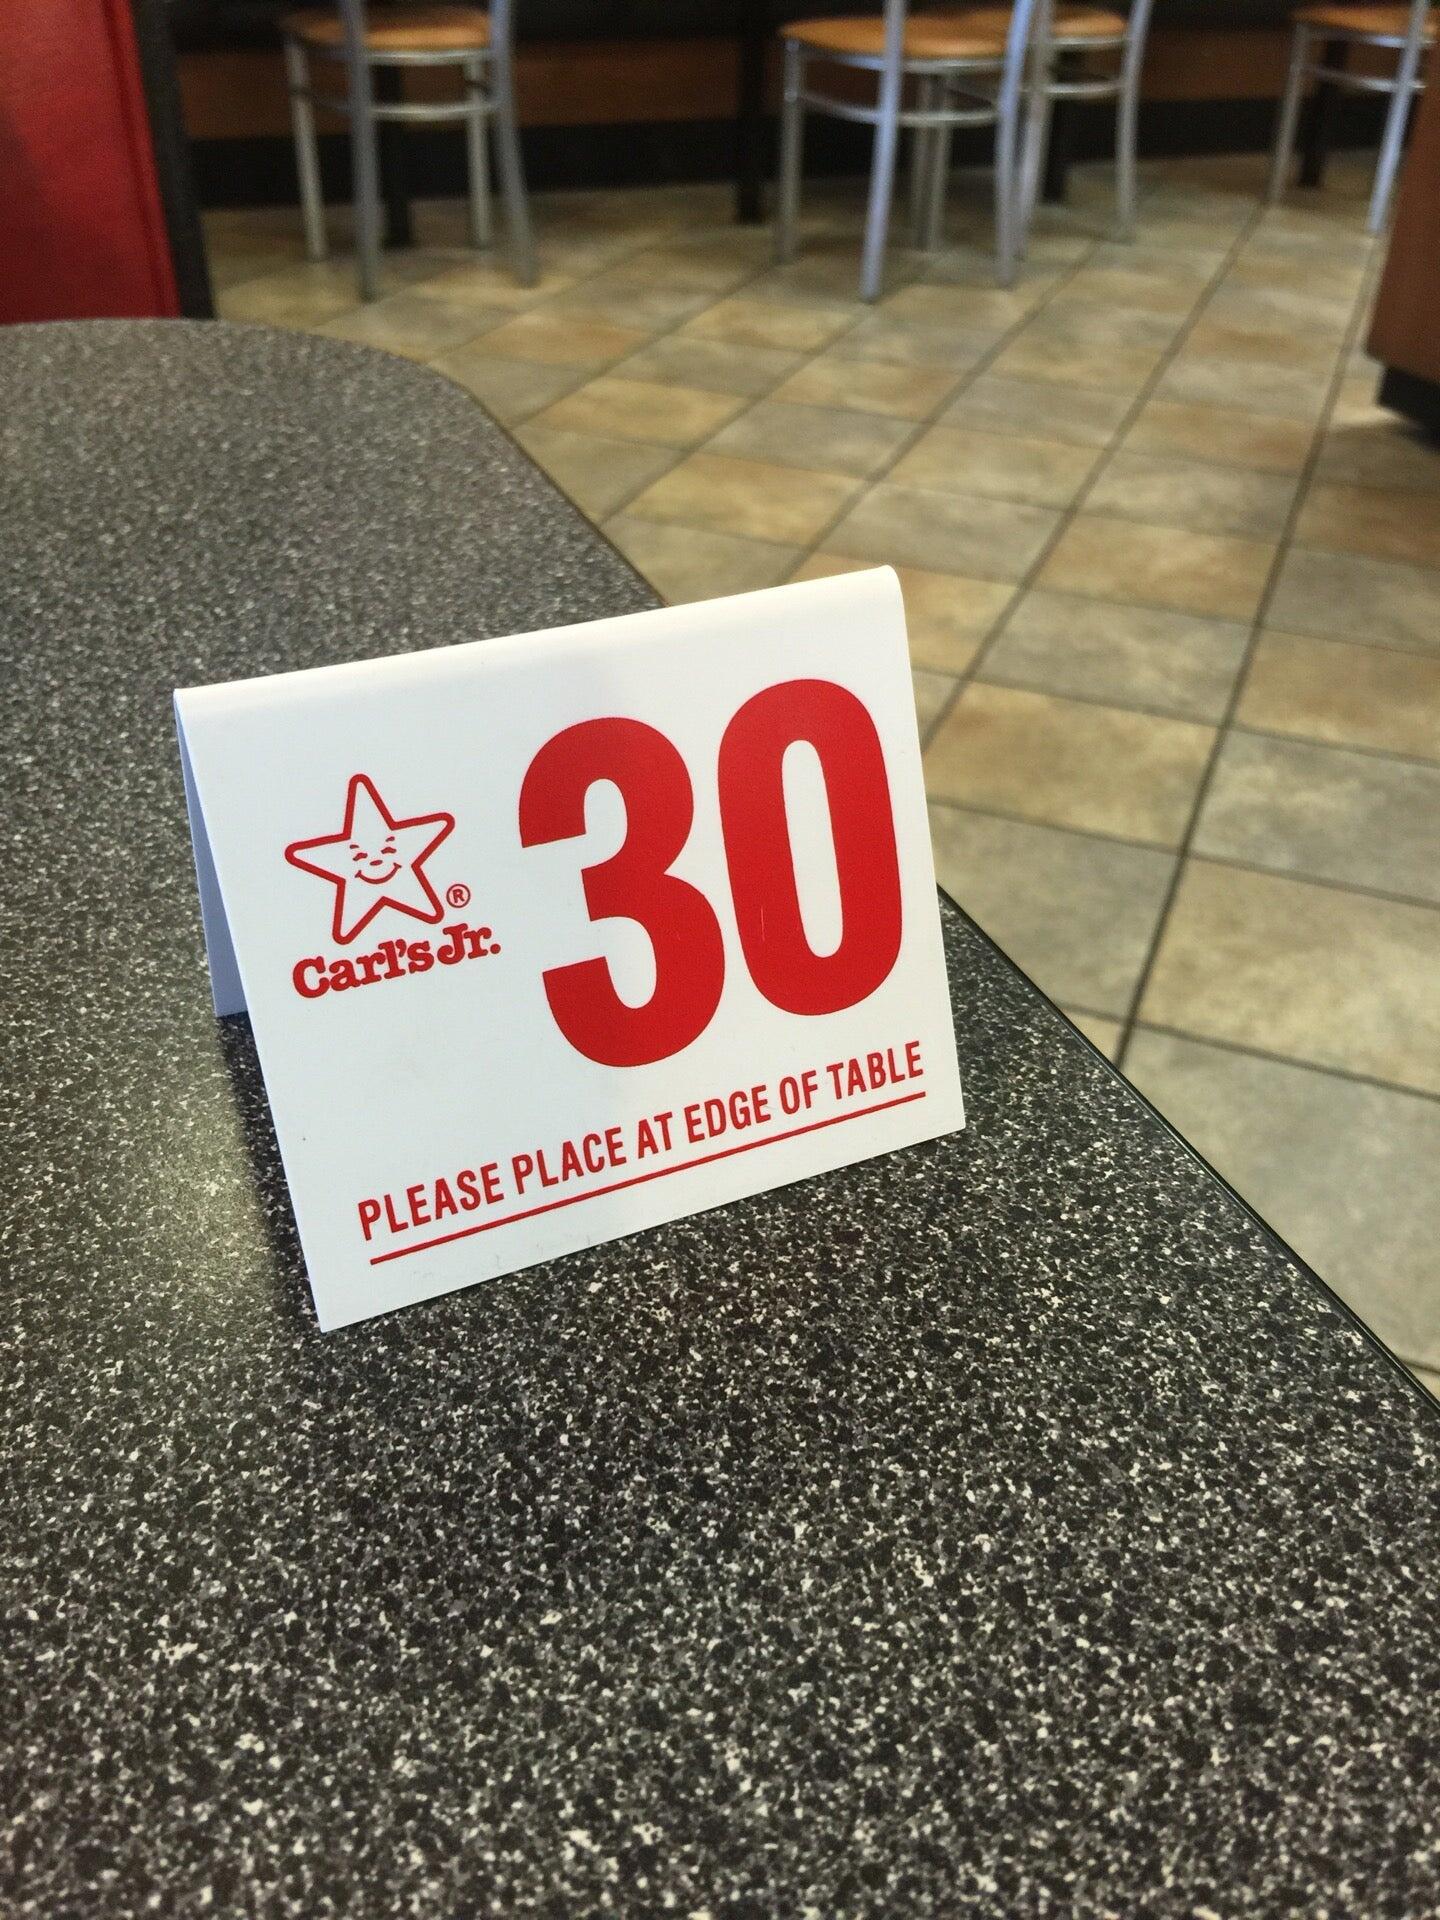 30
®
Carl's Jr.
PLEASE PLACE AT EDGE OF TABLE